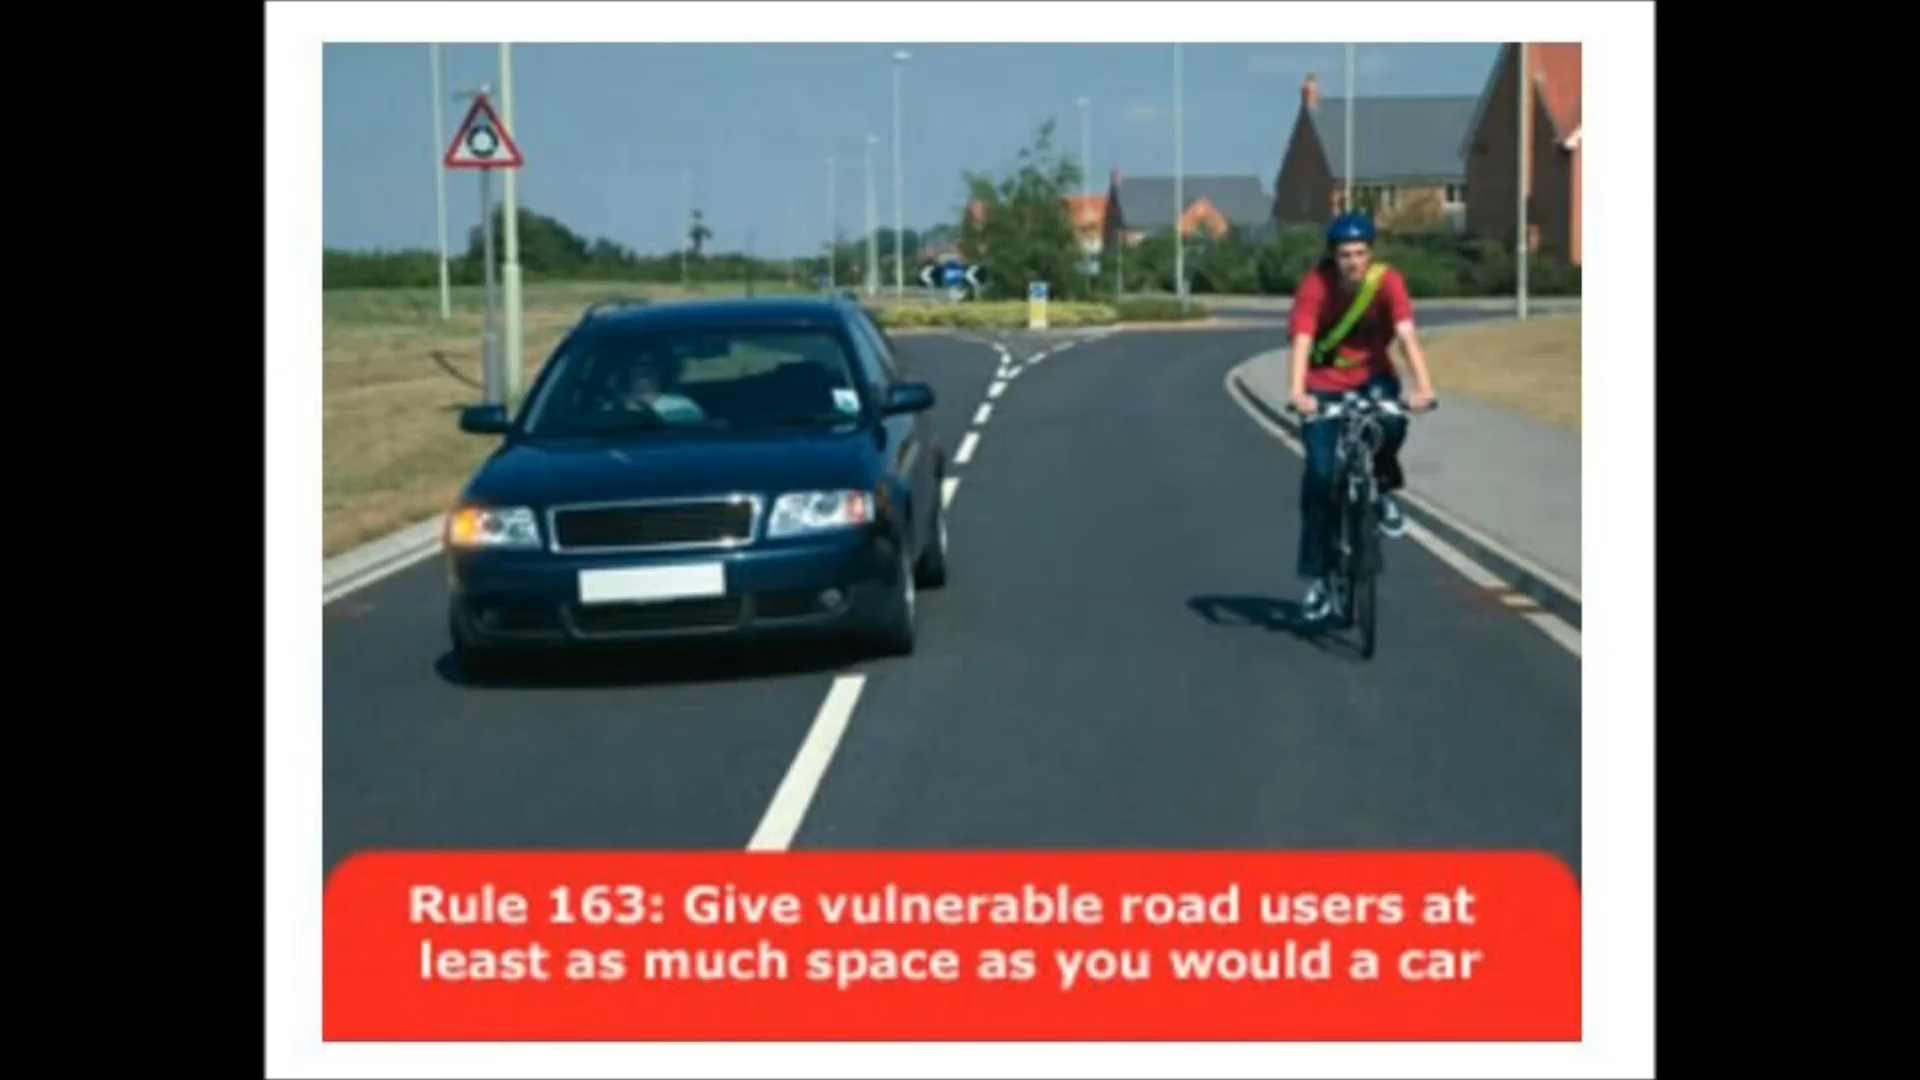 Rule 163: Give vulnerable road users at
least as much space as you would a car